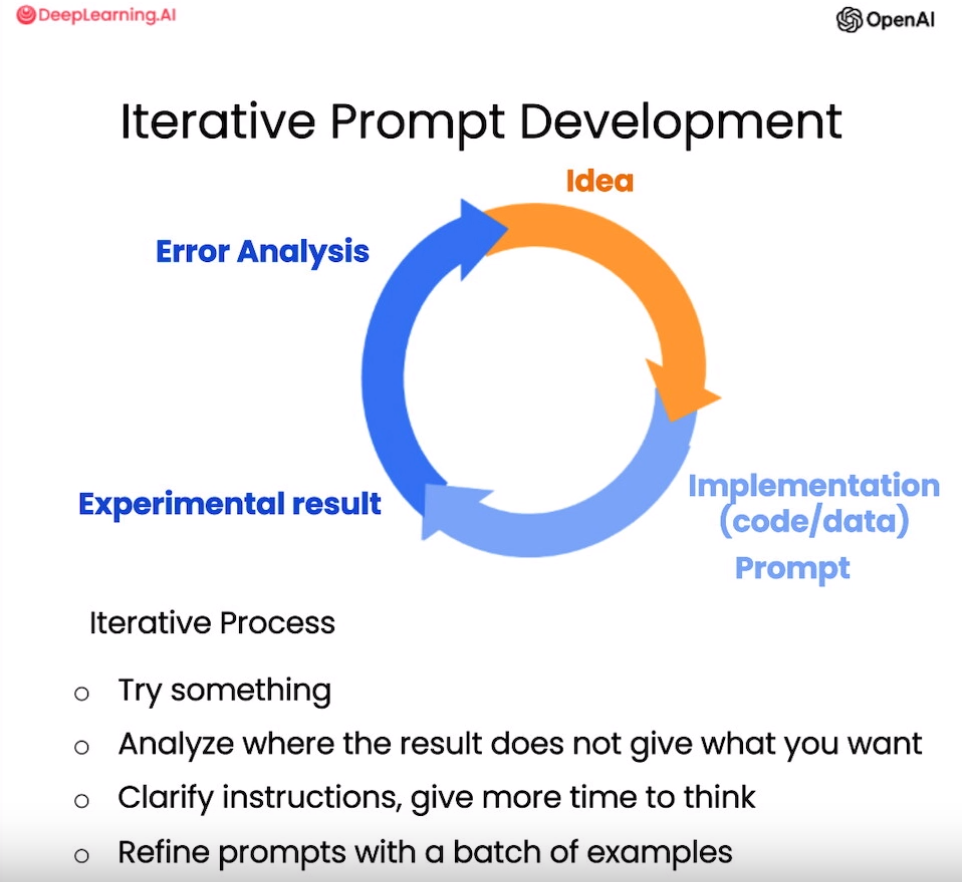 DeepLearning.AI
OpenAI
Iterative Prompt Development
Idea
Error Analysis
Implementation
(code/data)
Prompt
Experimental result
Iterative Process
o Try something
o Analyze where the result does not give what you want
o Clarify instructions, give more time to think
o Refine prompts with a batch of examples